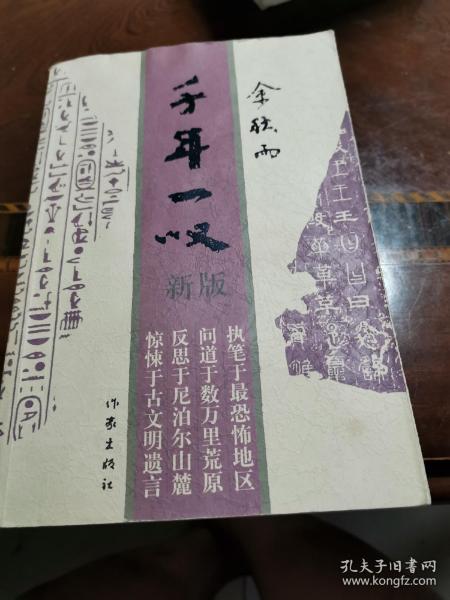 千年一叹
新版
余秋雨
执笔于最恐怖地区
问道于数万里荒原
反思于尼泊尔山麓
惊悚于古文明遗言
作家出版社
孔夫子旧书网
www.kongfz.com